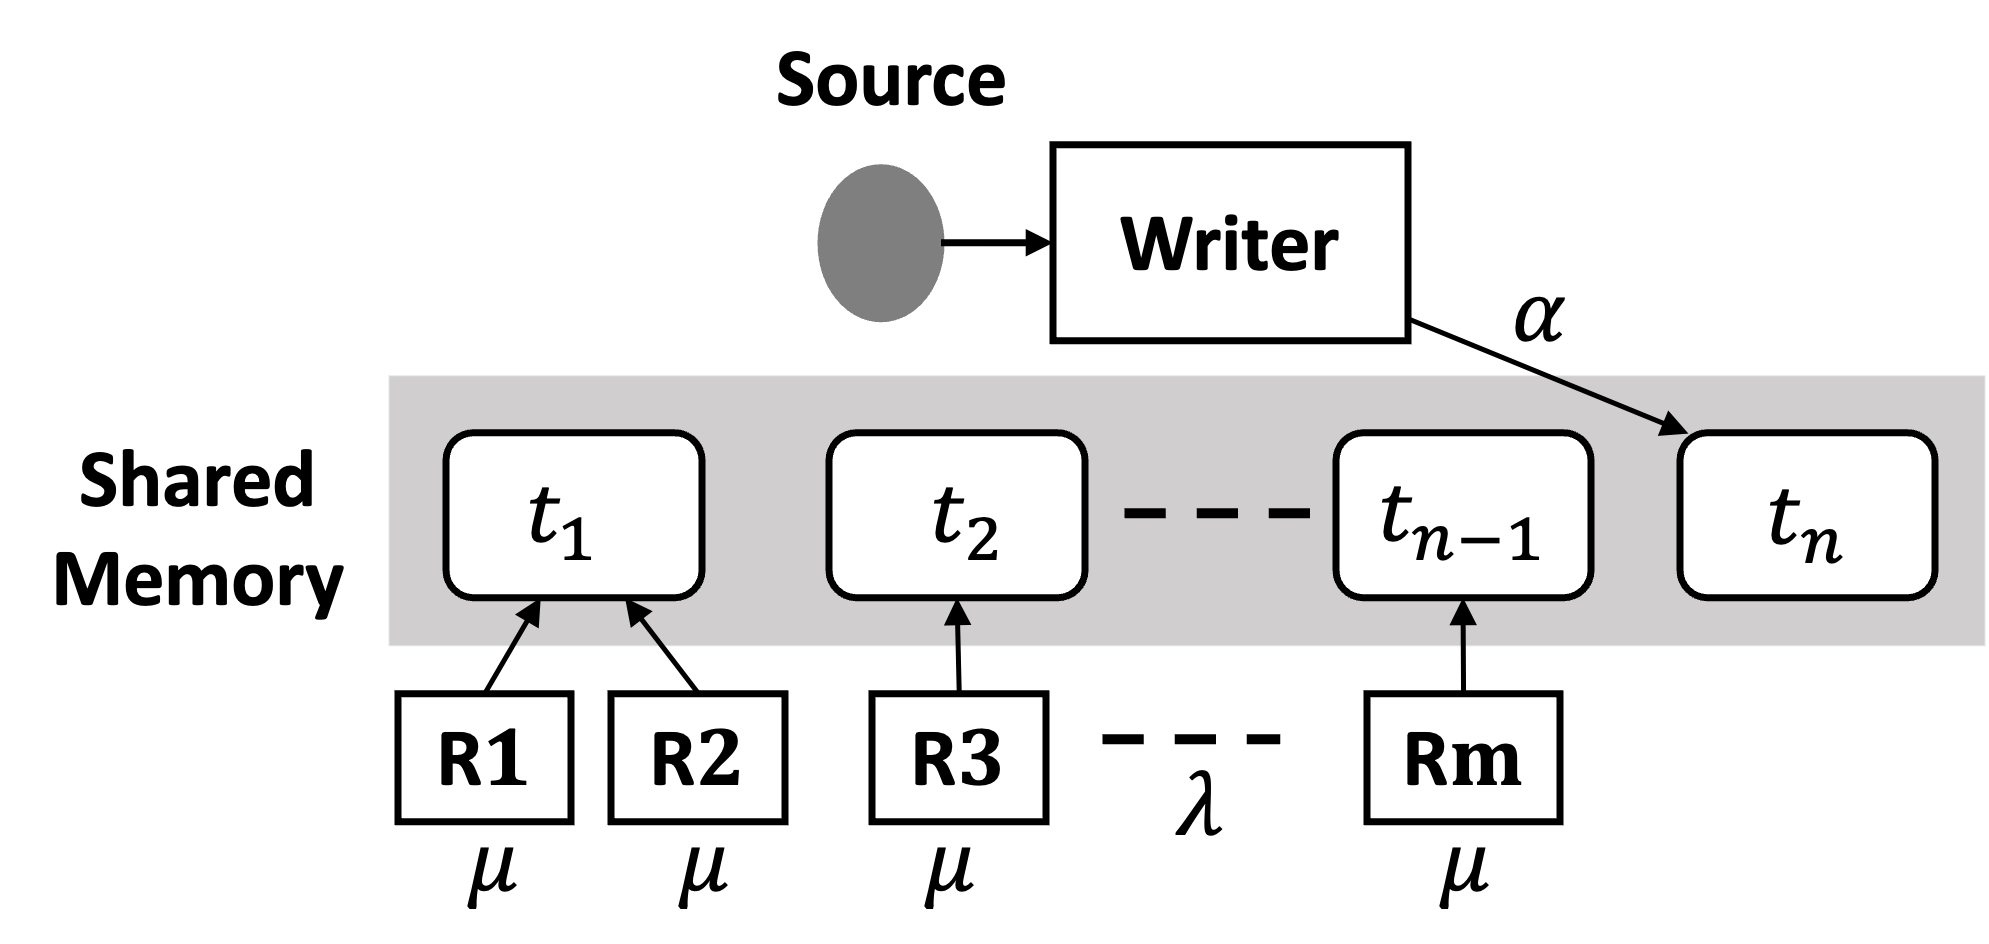 Source
Writer
α
Shared
Memory
t₁ t₂ tₙ₋₁ tₙ
R1 R2 R3 Rm
λ
μ μ μ μ